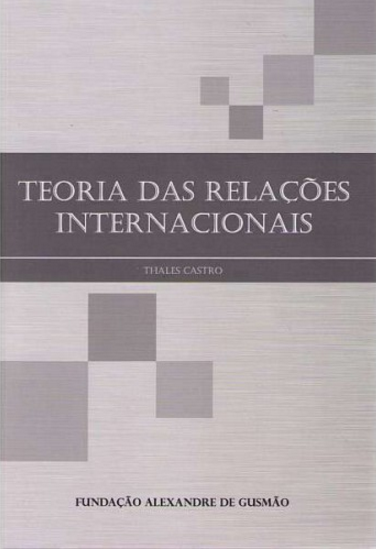 TEORIA DAS RELAÇÕES
INTERNACIONAIS
THALES CASTRO
FUNDAÇÃO ALEXANDRE DE GUSMÃO